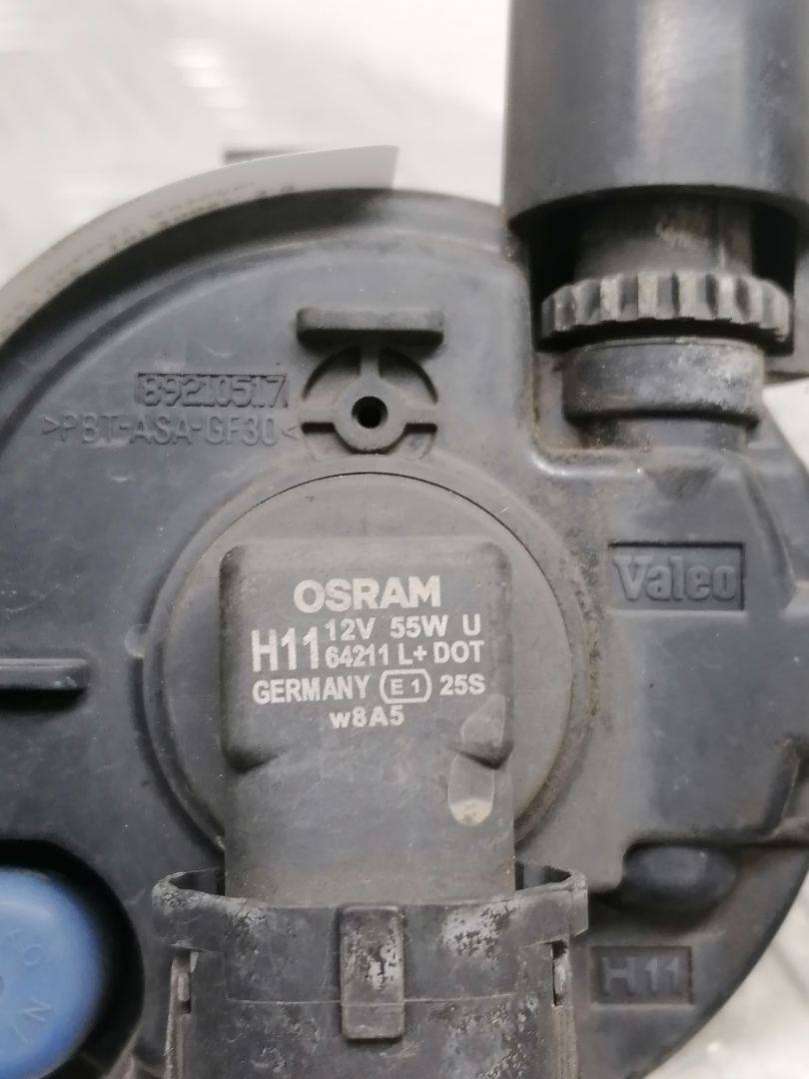 89210517
>PBT-ASA-GF30<
OSRAM
H11 12V 55W U
64211 L+ DOT
GERMANY E1 25S
w8A5
Valeo
H11